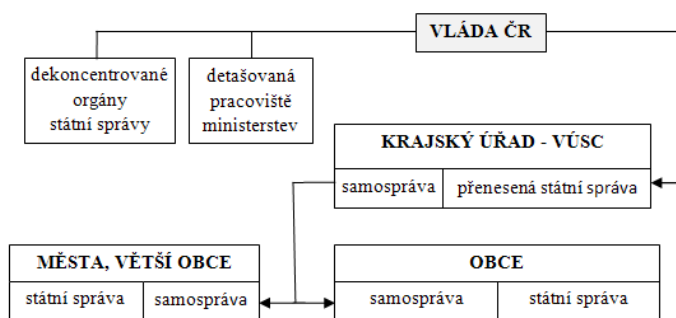 VLÁDA ČR
dekoncentrované
orgány
státní správy
detašovaná
pracoviště
ministerstev
KRAJSKÝ ÚŘAD - VÚSC
samospráva
přenesená státní správa
MĚSTA, VĚTŠÍ OBCE
státní správa
samospráva
OBCE
samospráva
státní správa